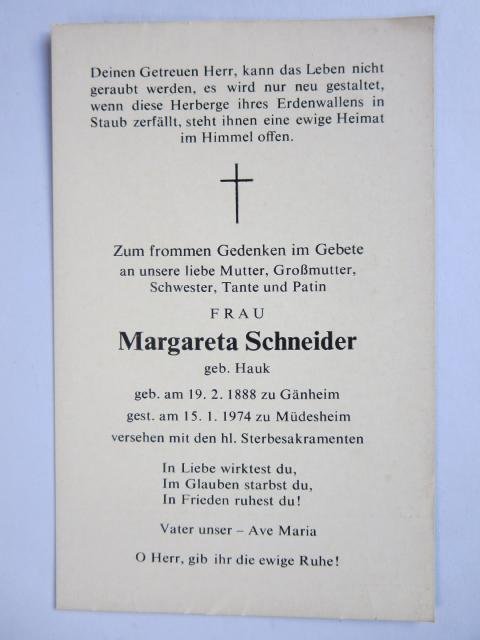 Deinen Getreuen Herr, kann das Leben nicht
geraubt werden, es wird nur neu gestaltet,
wenn diese Herberge ihres Erdenwallens in
Staub zerfällt, steht ihnen eine ewige Heimat
im Himmel offen.
Zum frommen Gedenken im Gebete
an unsere liebe Mutter, Großmutter,
Schwester, Tante und Patin
FRAU
Margareta Schneider
geb. Hauk
geb. am 19. 2. 1888 zu Gänheim
gest. am 15. 1. 1974 zu Müdesheim
versehen mit den hl. Sterbesakramenten
In Liebe wirktest du,
Im Glauben starbst du,
In Frieden ruhest du!
Vater unser – Ave Maria
O Herr, gib ihr die ewige Ruhe!